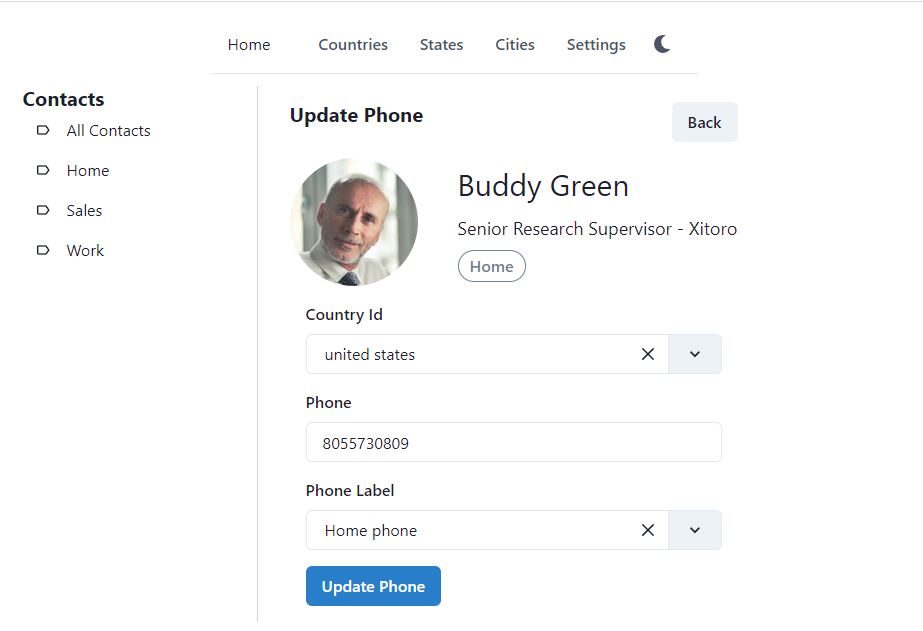 Home Countries States Cities Settings
Contacts
All Contacts
Home
Sales
Work
Update Phone
Back
Buddy Green
Senior Research Supervisor - Xitoro
Home
Country Id
united states
Phone
8055730809
Phone Label
Home phone
Update Phone